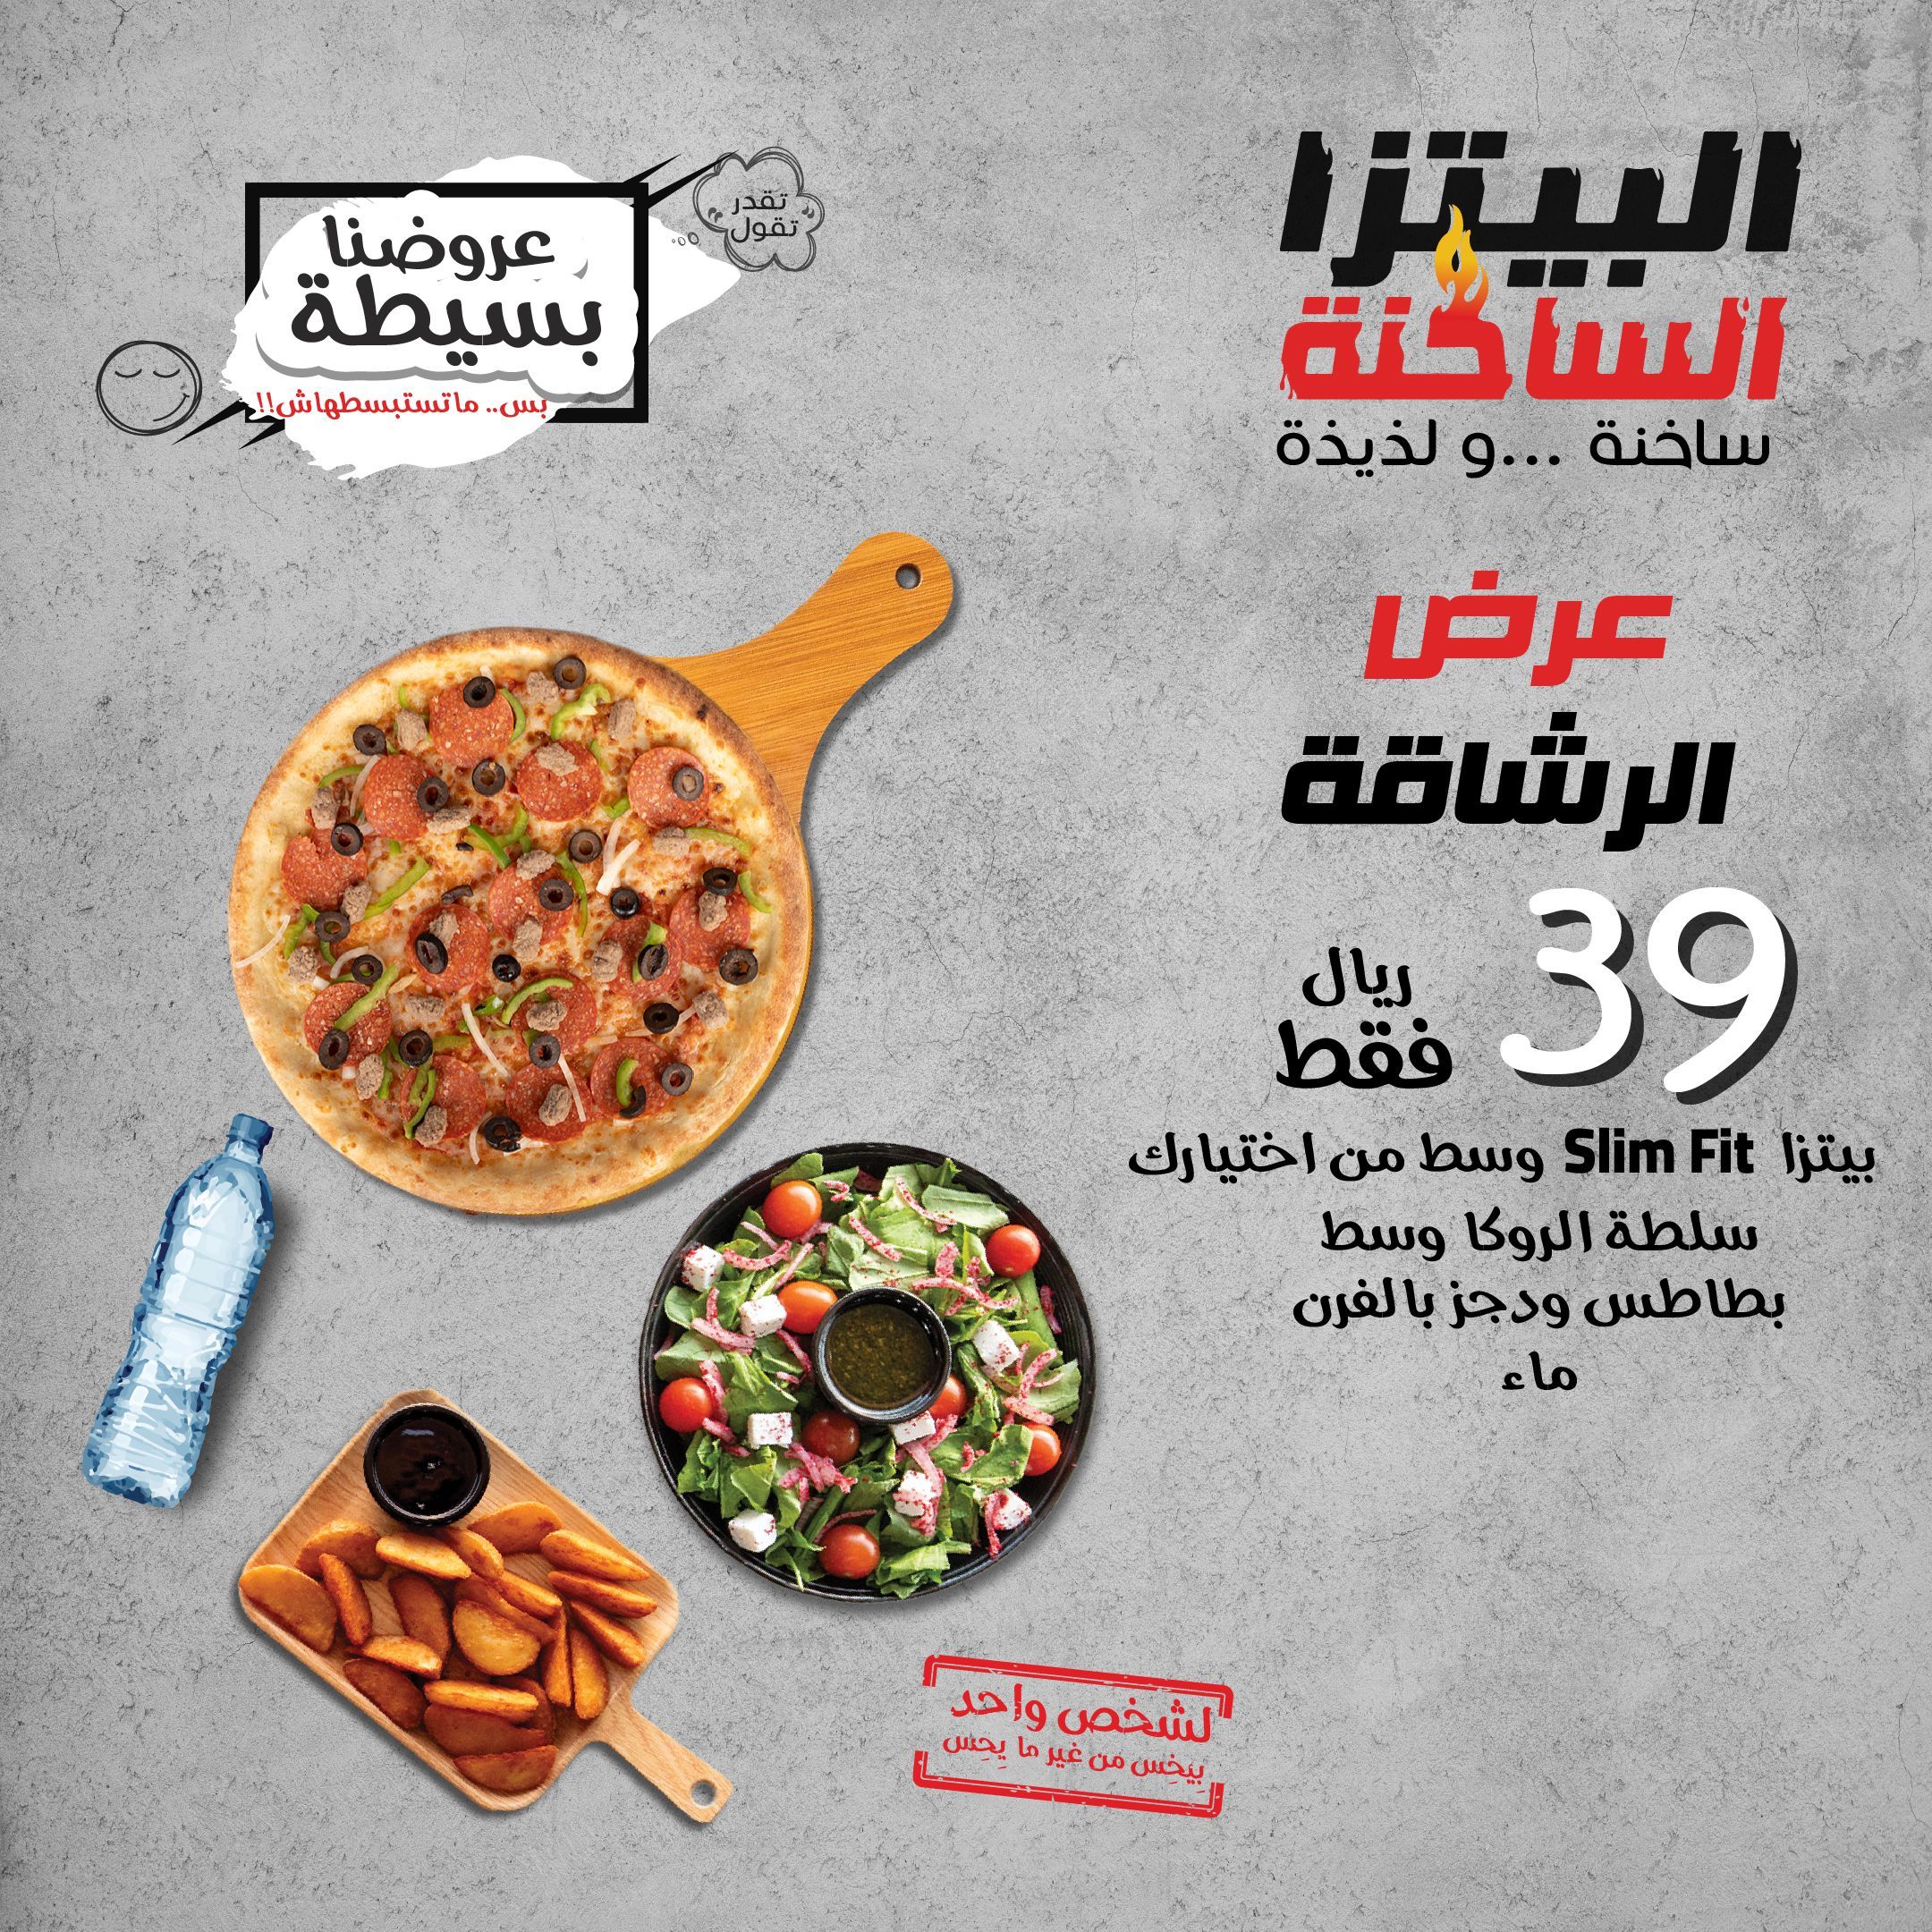 البيتزا
الساخنة
ساخنة ...و لذيذة
تقدر
تقول
عروضنا
بسيطة
بس.. ماتستبسطهاش!!
عرض
الرشاقة
39 ريال
فقط
بيتزا Slim Fit وسط من اختيارك
سلطة الروكا وسط
بطاطس ودجز بالفرن
ماء
لشخص واحد
بيخِس من غير ما يحِس